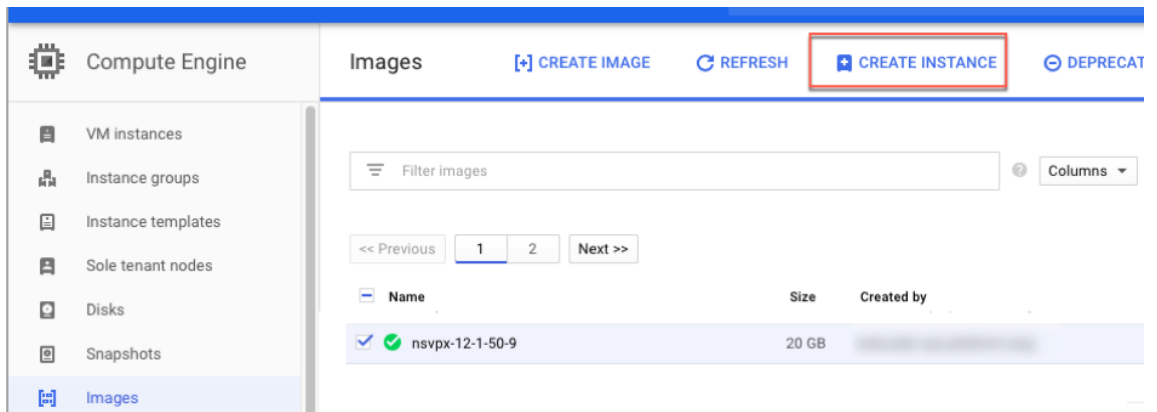 Compute Engine
Images [+] CREATE IMAGE REFRESH CREATE INSTANCE DEPRECAT
VM instances
Instance groups
Instance templates
Sole tenant nodes
Disks
Snapshots
Images
Filter images Columns
<< Previous 1 2 Next >>
Name Size Created by
nsvpx-12-1-50-9 20 GB